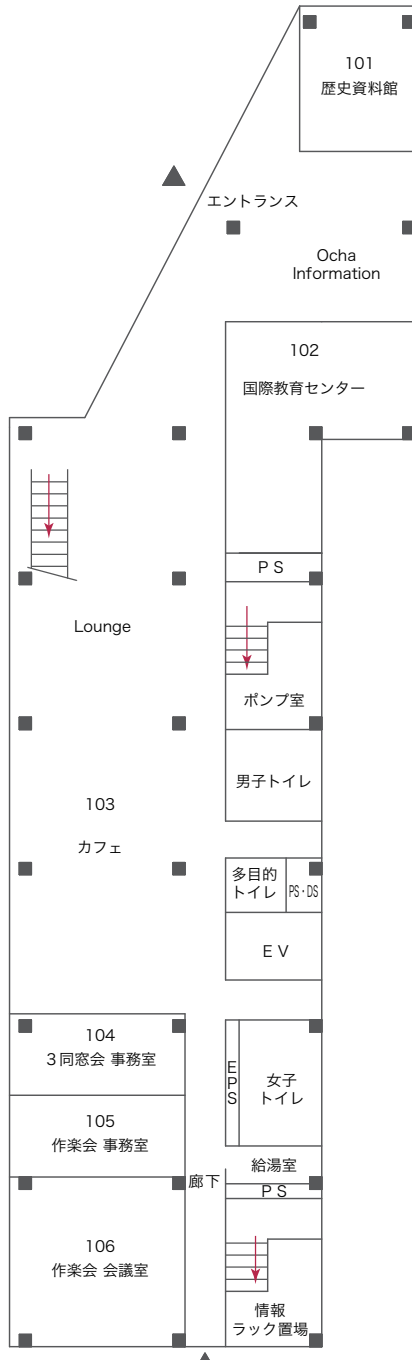 101
歴史資料館
エントランス
Ocha
Information
102
国際教育センター
P S
Lounge
ポンプ室
男子トイレ
103
カフェ
多目的
トイレ
PS・DS
E V
104
3同窓会 事務室
E
P
S
女子
トイレ
105
作楽会 事務室
給湯室
廊下
P S
106
作楽会 会議室
情報
ラック置場